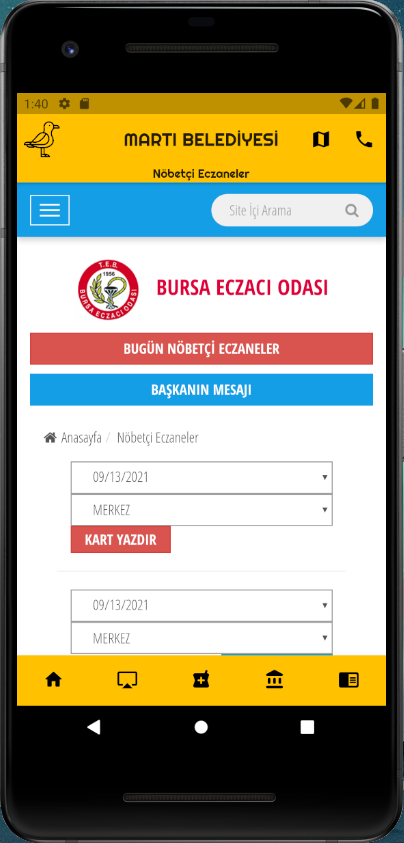 1:40
MARTI BELEDİYESİ
Nöbetçi Eczaneler
Site İçi Arama
T.E.B.
1956
BURSA ECZACI ODASI
BURSA ECZACI ODASI
BUGÜN NÖBETÇİ ECZANELER
BAŞKANIN MESAJI
Anasayfa / Nöbetçi Eczaneler
09/13/2021
MERKEZ
KART YAZDIR
09/13/2021
MERKEZ